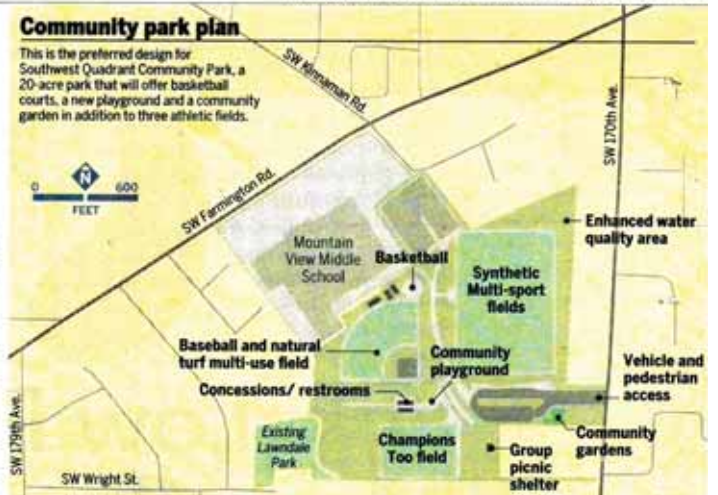 Community park plan
This is the preferred design for
Southwest Quadrant Community Park, a
20-acre park that will offer basketball
courts, a new playground and a community
garden in addition to three athletic fields.
N
0 600
FEET
SW Kinnaman Rd.
SW 170th Ave.
SW Farmington Rd.
Mountain
View Middle
School
Basketball
Enhanced water
quality area
Synthetic
Multi-sport
fields
Baseball and natural
turf multi-use field
Community
playground
Concessions/ restrooms
Vehicle and
pedestrian
access
Existing
Lawndale
Park
Champions
Too field
Group
picnic
shelter
Community
gardens
SW 179th Ave.
SW Wright St.